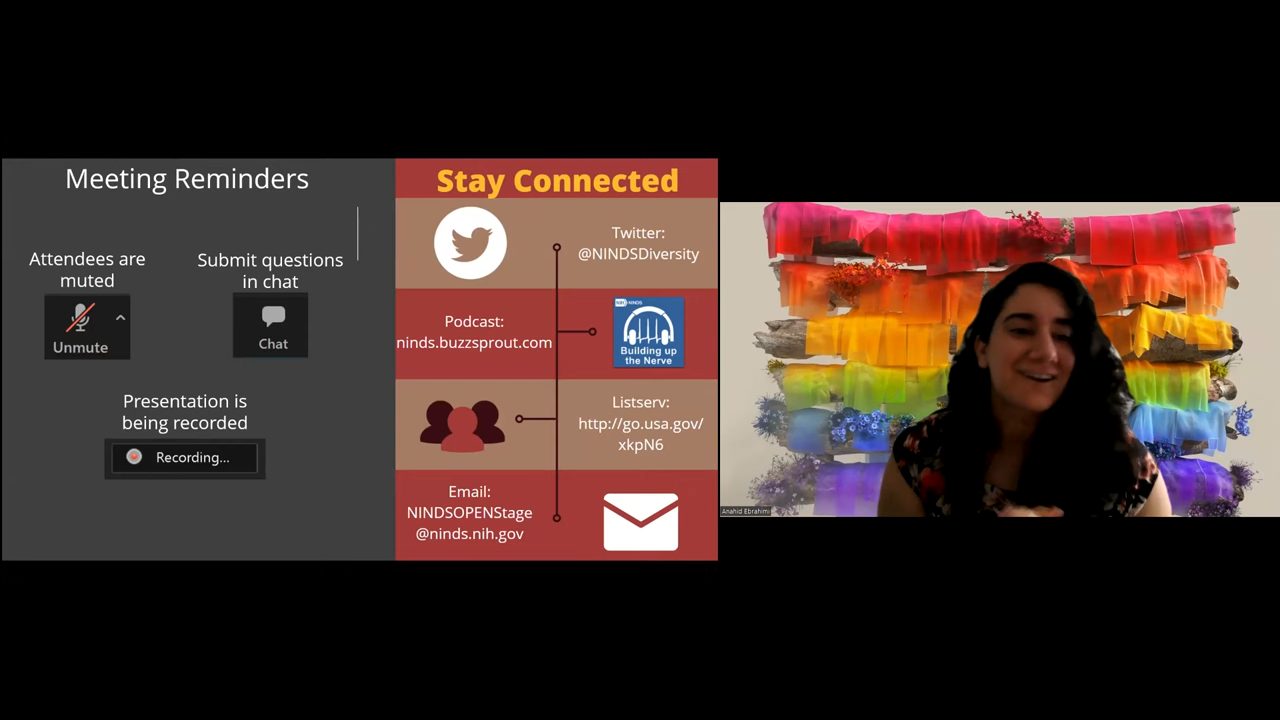 Meeting Reminders
Attendees are
muted
Unmute
Submit questions
in chat
Chat
Presentation is
being recorded
Recording...
Stay Connected
Twitter:
@NINDSDiversity
Podcast:
ninds.buzzsprout.com
NIH NINDS
Building up
the Nerve
Listserv:
http://go.usa.gov/
xkpN6
Email:
NINDSOPENStage
@ninds.nih.gov
Anahid Ebrahimi